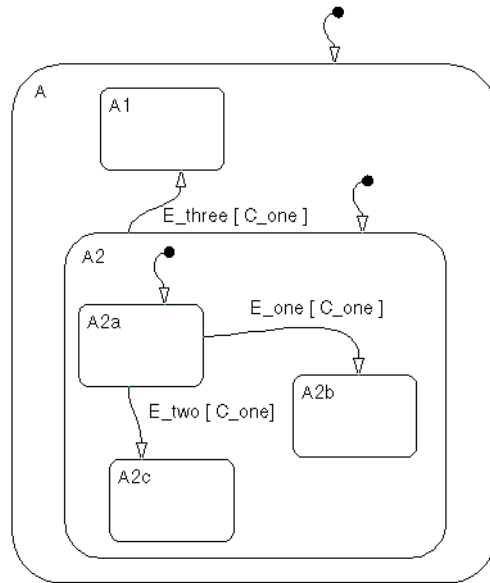 A
A1
E_three [ C_one ]
A2
A2a
E_one [ C_one ]
A2b
E_two [ C_one]
A2c